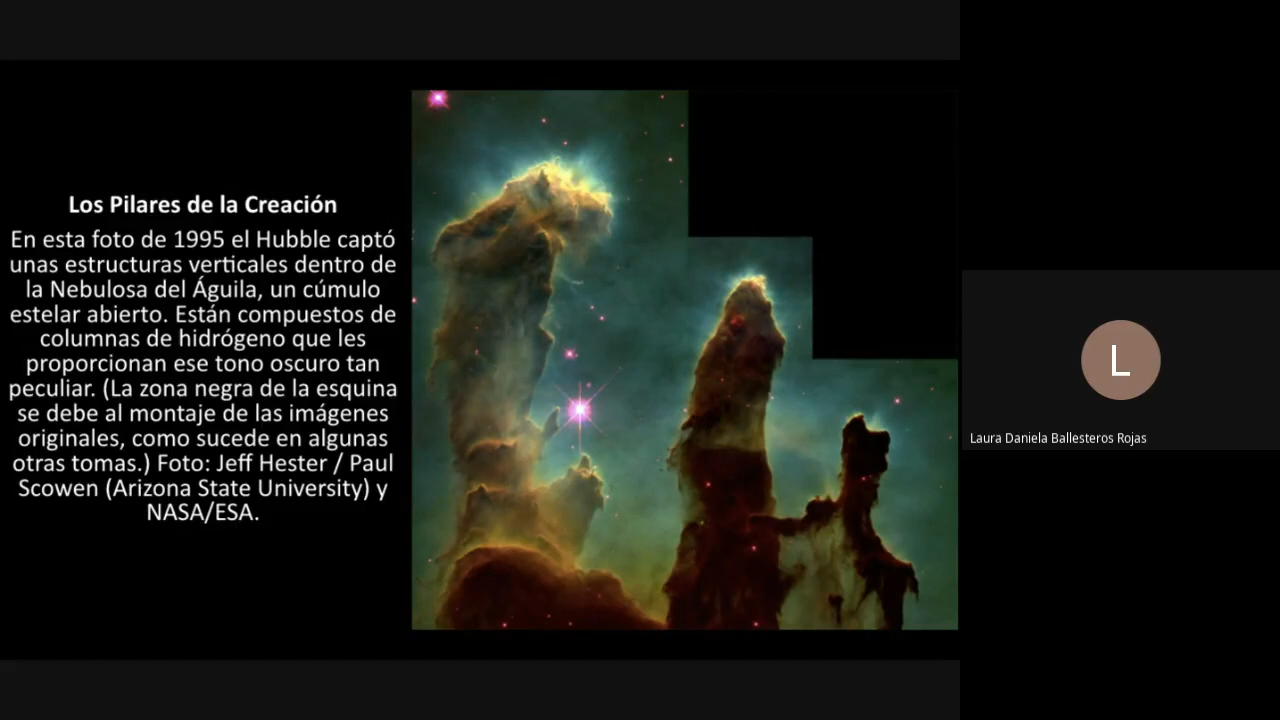 Los Pilares de la Creación
En esta foto de 1995 el Hubble captó
unas estructuras verticales dentro de
la Nebulosa del Águila, un cúmulo
estelar abierto. Están compuestos de
columnas de hidrógeno que les
proporcionan ese tono oscuro tan
peculiar. (La zona negra de la esquina
se debe al montaje de las imágenes
originales, como sucede en algunas
otras tomas.) Foto: Jeff Hester / Paul
Scowen (Arizona State University) y
NASA/ESA.
L
Laura Daniela Ballesteros Rojas